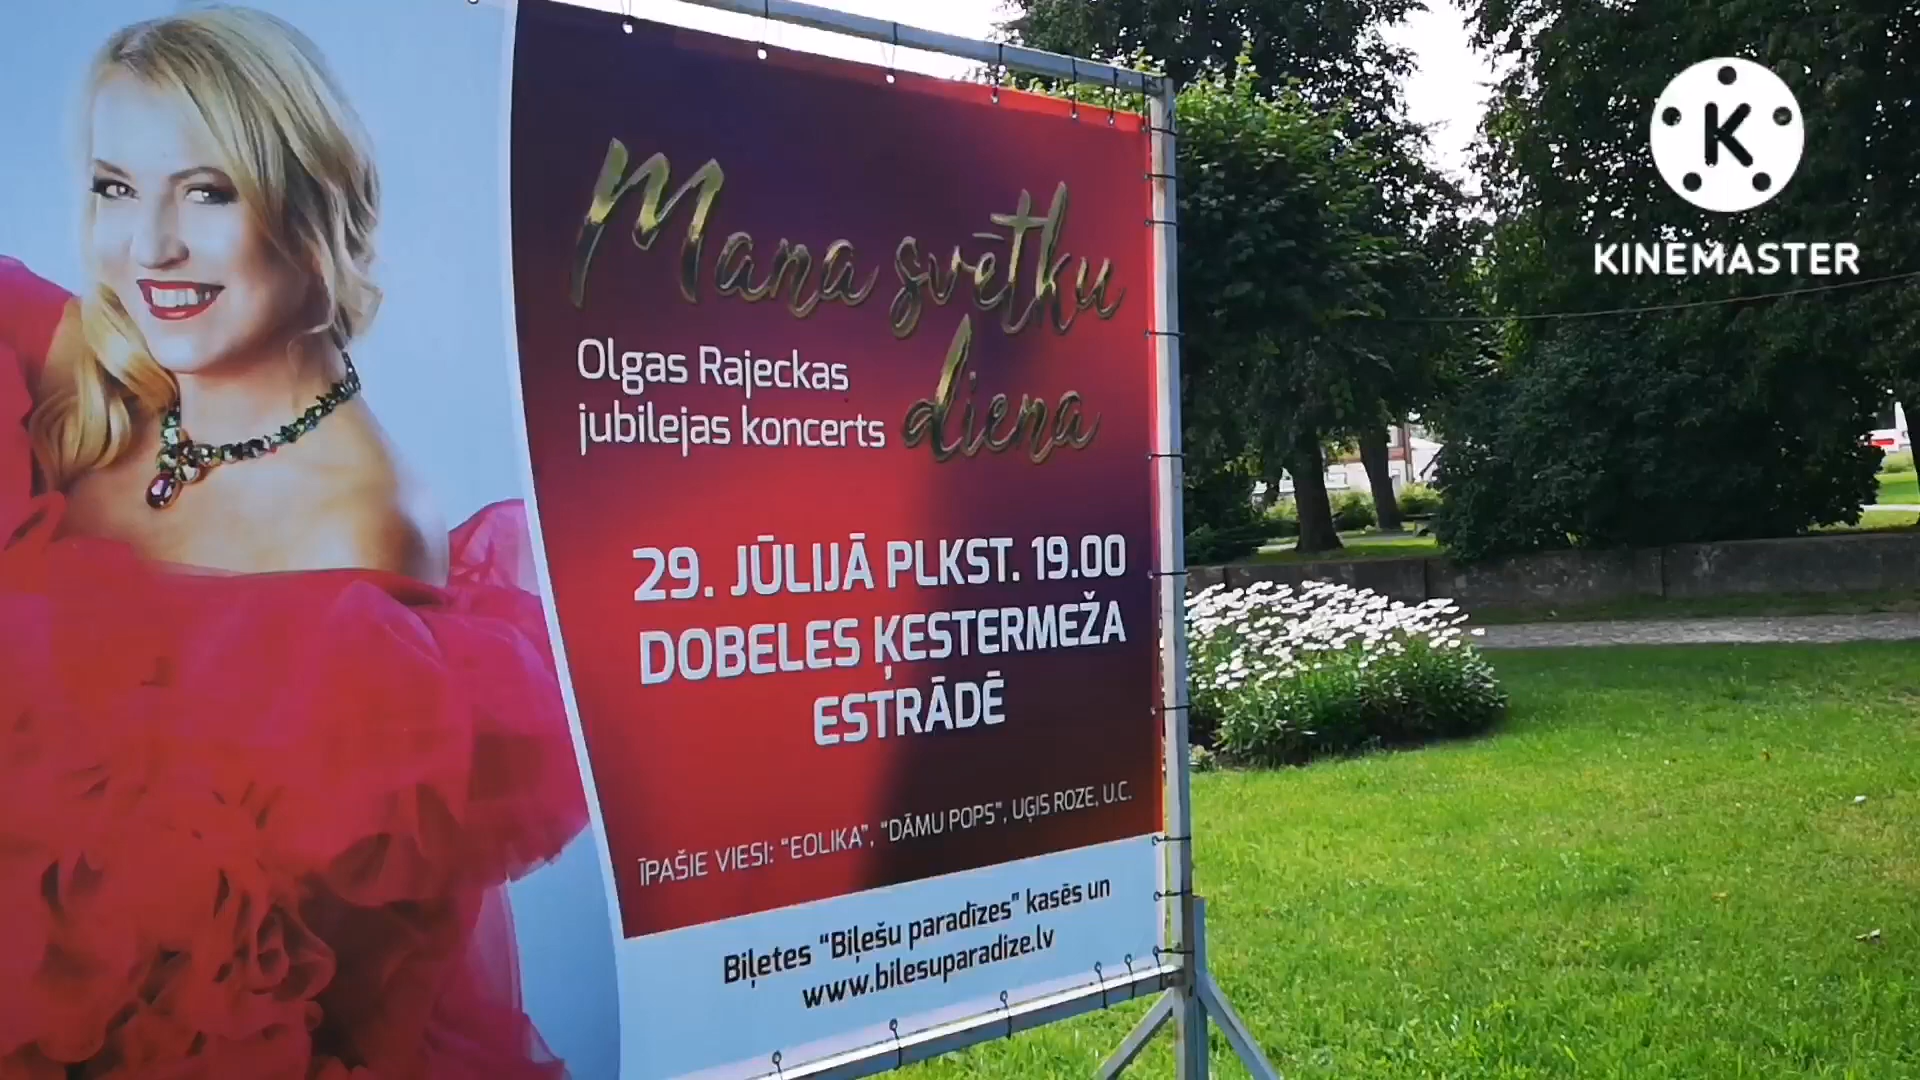 Mana svētku
diena
Olgas Rajeckas
jubilejas koncerts
29. JŪLIJĀ PLKST. 19.00
DOBELES ĶESTERMEŽA
ESTRĀDĒ
ĪPAŠIE VIESI: "EOLIKA", "DĀMU POPS", UĢIS ROZE, U.C.
Biļetes "Biļešu paradīzes" kasēs un
www.bilesuparadize.lv
K
KINEMASTER